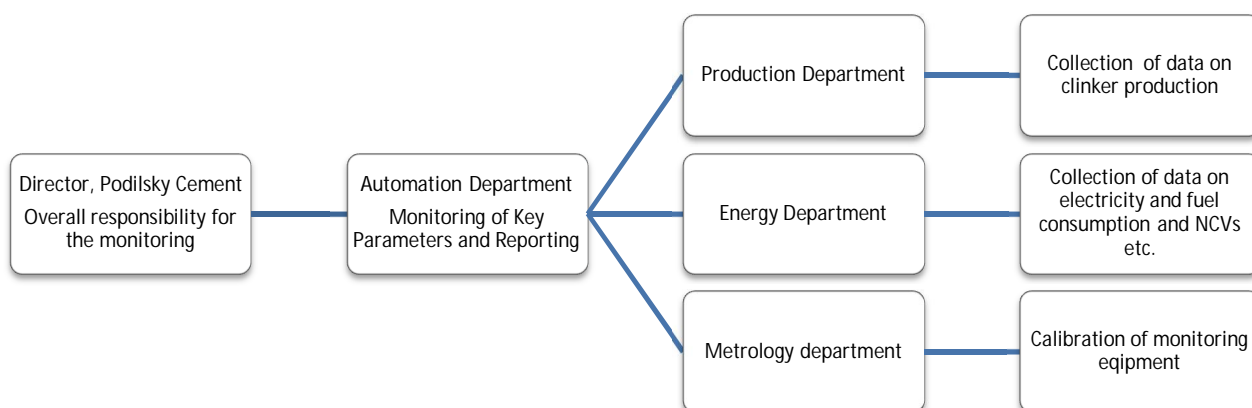 Director, Podilsky Cement
Overall responsibility for
the monitoring
Automation Department
Monitoring of Key
Parameters and Reporting
Production Department
Collection of data on
clinker production
Energy Department
Collection of data on
electricity and fuel
consumption and NCVs
etc.
Metrology department
Calibration of monitoring
eqipment